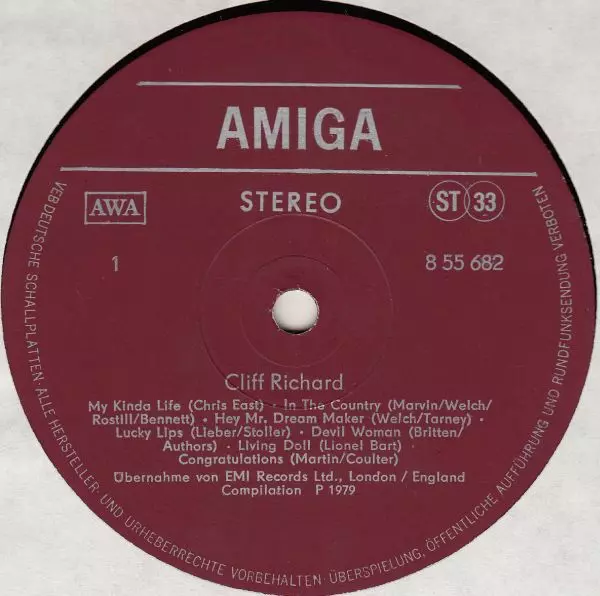 AMIGA
AWA
STEREO
ST 33
1
8 55 682
Cliff Richard
My Kinda Life (Chris East) · In The Country (Marvin/Welch/
Rostill/Bennett) · Hey Mr. Dream Maker (Welch/Tarney) ·
Lucky Lips (Lieber/Stoller) · Devil Woman (Britten/
Authors) · Living Doll (Lionel Bart) ·
Congratulations (Martin/Coulter)
Übernahme von EMI Records Ltd., London / England
Compilation P 1979
VEB DEUTSCHE SCHALLPLATTEN · ALLE HERSTELLER- UND URHEBERRECHTE VORBEHALTEN · ÜBERSPIELUNG, ÖFFENTLICHE AUFFÜHRUNG UND RUNDFUNKSENDUNG VERBOTEN